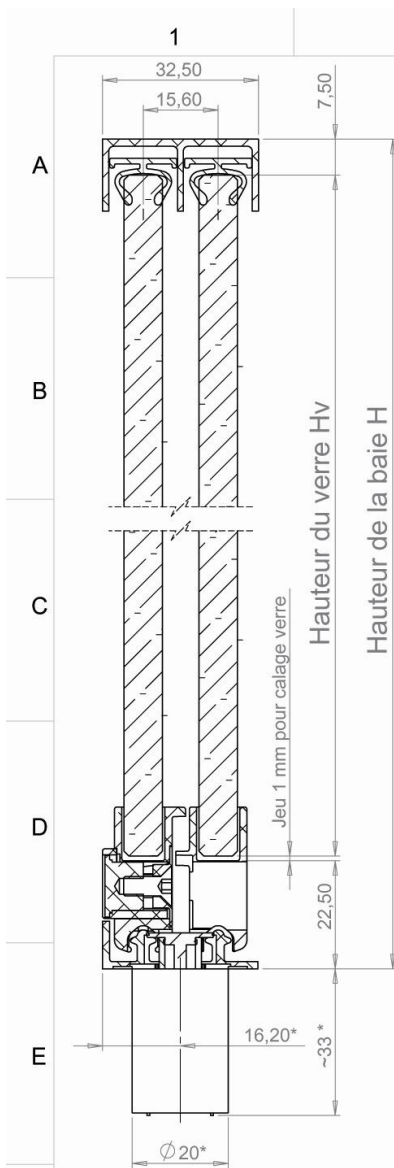 1
32,50
15,60
7,50
A
B
C
D
E
Hauteur du verre Hv
Hauteur de la baie H
Jeu 1 mm pour calage verre
22,50
16,20*
~33 *
Ø 20*